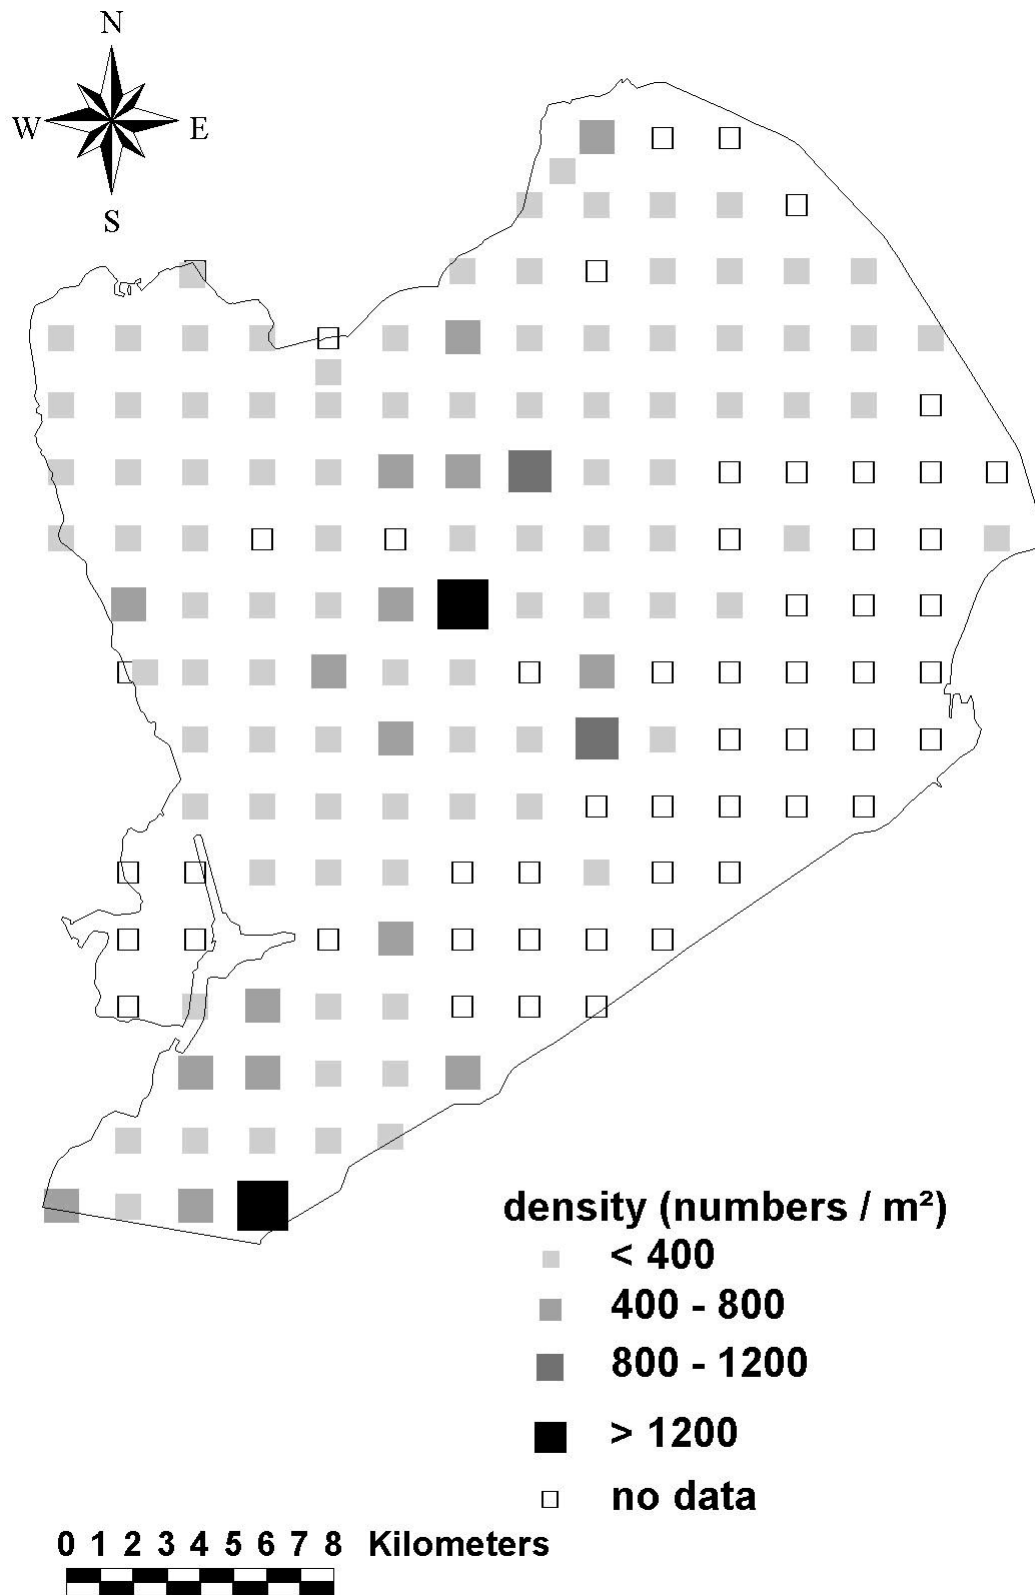 N
W E
S
density (numbers / m²)
< 400
400 - 800
800 - 1200
> 1200
no data
0 1 2 3 4 5 6 7 8 Kilometers